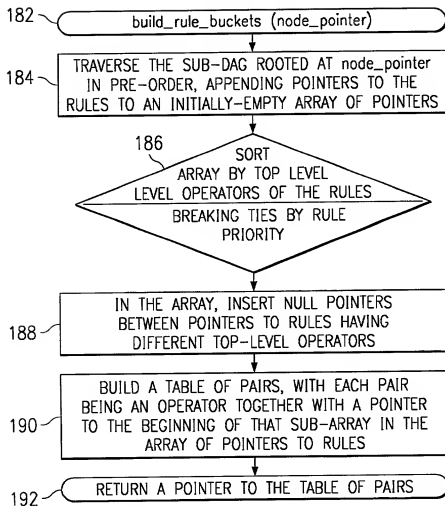 182
build_rule_buckets (node_pointer)
184
TRAVERSE THE SUB-DAG ROOTED AT node_pointer
IN PRE-ORDER, APPENDING POINTERS TO THE
RULES TO AN INITIALLY-EMPTY ARRAY OF POINTERS
186
SORT
ARRAY BY TOP LEVEL
LEVEL OPERATORS OF THE RULES
BREAKING TIES BY RULE
PRIORITY
188
IN THE ARRAY, INSERT NULL POINTERS
BETWEEN POINTERS TO RULES HAVING
DIFFERENT TOP-LEVEL OPERATORS
190
BUILD A TABLE OF PAIRS, WITH EACH PAIR
BEING AN OPERATOR TOGETHER WITH A POINTER
TO THE BEGINNING OF THAT SUB-ARRAY IN THE
ARRAY OF POINTERS TO RULES
192
RETURN A POINTER TO THE TABLE OF PAIRS